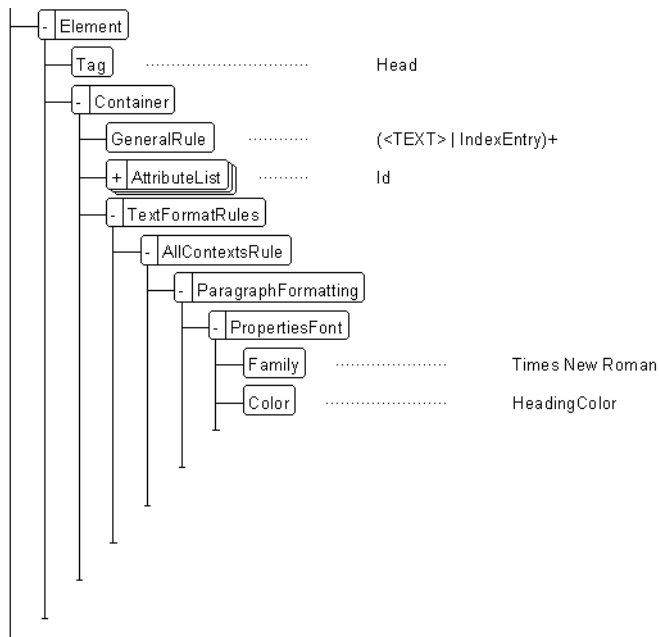 - Element
Tag Head
- Container
GeneralRule (<TEXT> | IndexEntry)+
+ AttributeList Id
- TextFormatRules
- AllContextsRule
- ParagraphFormatting
- PropertiesFont
Family Times New Roman
Color HeadingColor